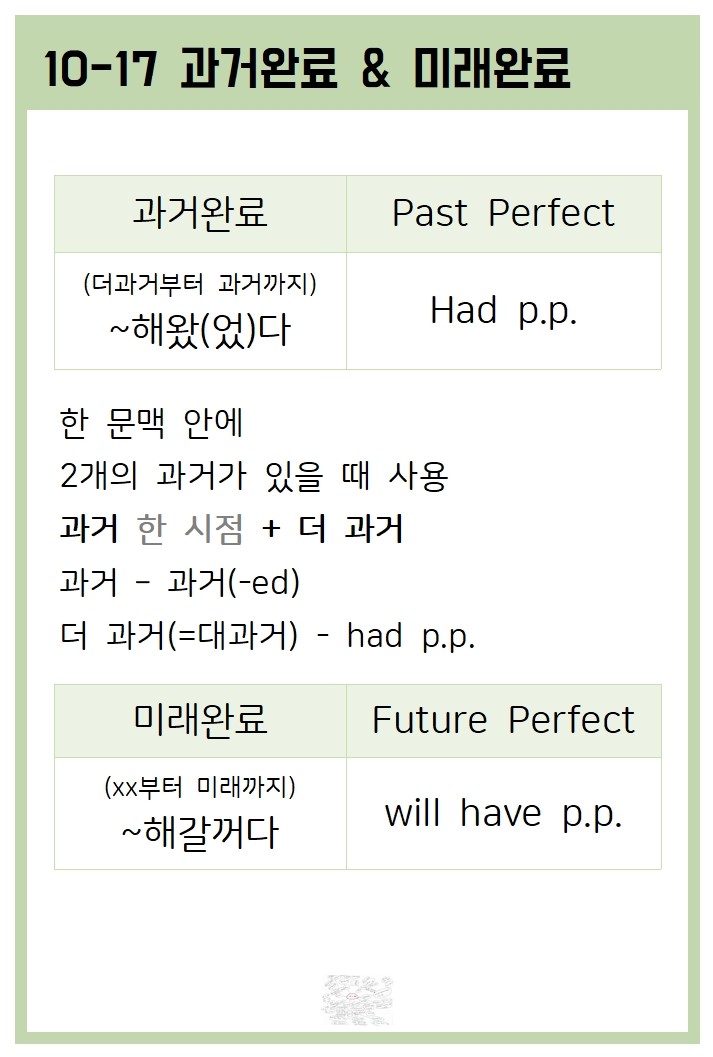 10-17 과거완료 & 미래완료
과거완료
Past Perfect
(더과거부터 과거까지)
~해왔(었)다
Had p.p.
한 문맥 안에
2개의 과거가 있을 때 사용
과거 한 시점 + 더 과거
과거 - 과거(-ed)
더 과거(=대과거) - had p.p.
미래완료
Future Perfect
(xx부터 미래까지)
~해갈꺼다
will have p.p.